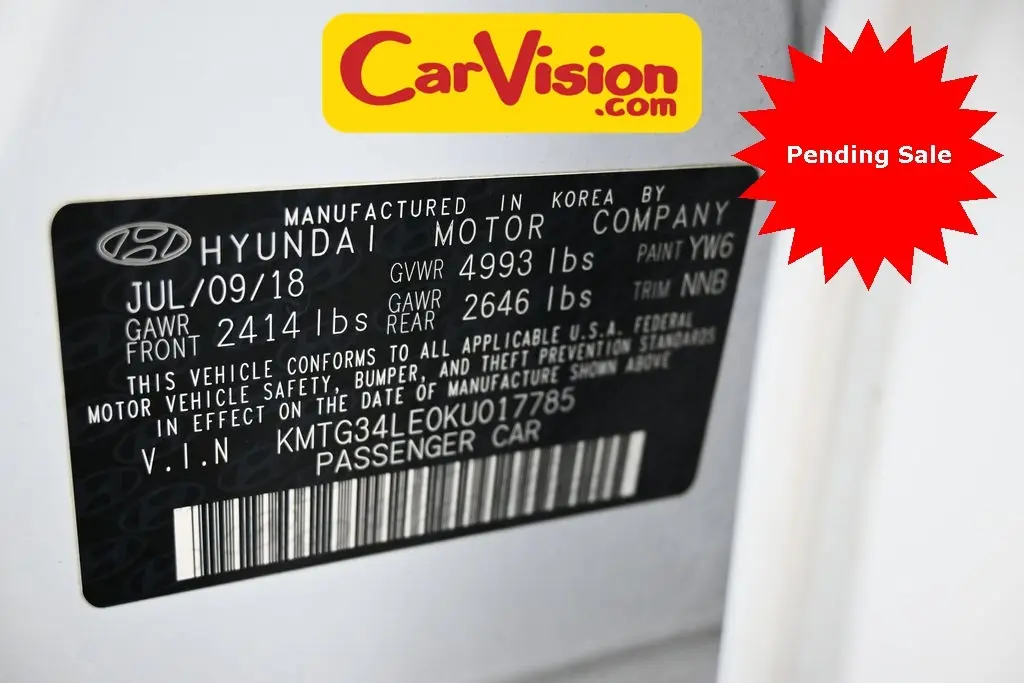 CarVision
.com
Pending Sale
MANUFACTURED IN KOREA BY
HYUNDAI MOTOR COMPANY
JUL/09/18 GVWR 4993 lbs PAINT YW6
GAWR FRONT 2414 lbs GAWR REAR 2646 lbs TRIM NNB
THIS VEHICLE CONFORMS TO ALL APPLICABLE U.S.A. FEDERAL
MOTOR VEHICLE SAFETY, BUMPER, AND THEFT PREVENTION STANDARDS
IN EFFECT ON THE DATE OF MANUFACTURE SHOWN ABOVE
V.I.N KMTG34LE0KU017785
PASSENGER CAR